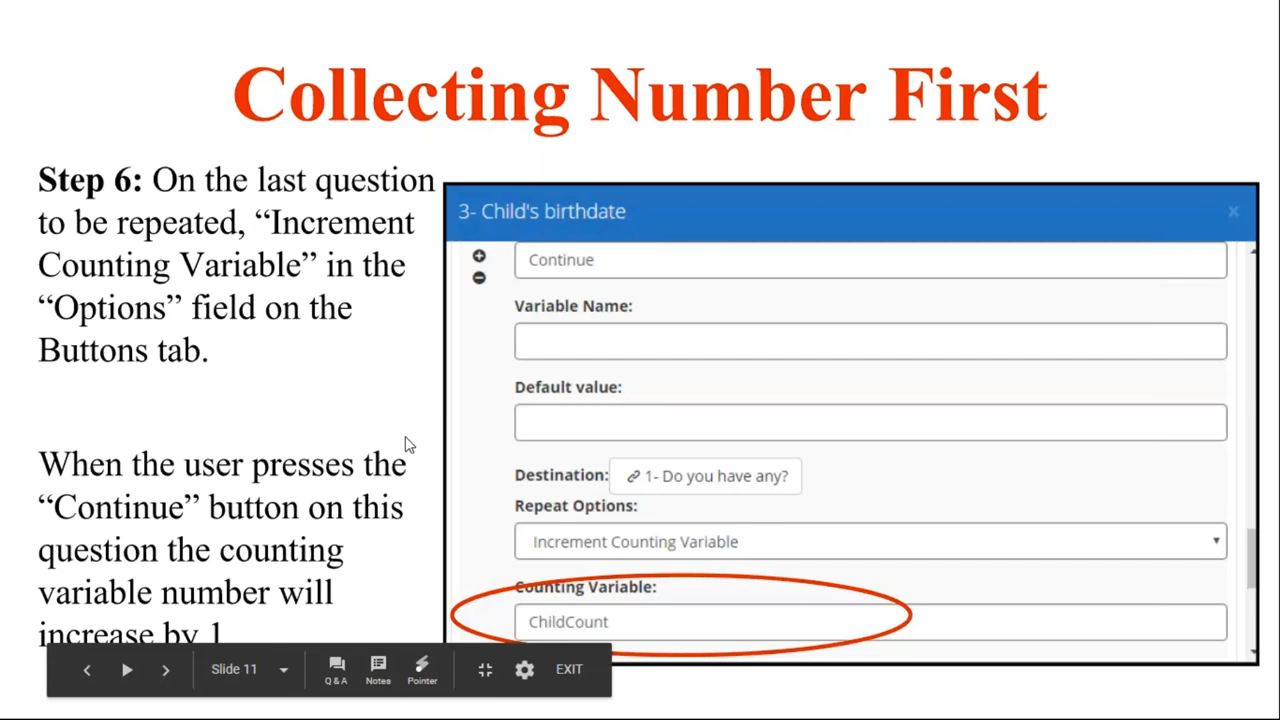 Collecting Number First
Step 6: On the last question
to be repeated, “Increment
Counting Variable” in the
“Options” field on the
Buttons tab.
When the user presses the
“Continue” button on this
question the counting
variable number will
increase by 1
3- Child's birthdate
x
Continue
Variable Name:
Default value:
Destination: 1- Do you have any?
Repeat Options:
Increment Counting Variable
Counting Variable:
ChildCount
Slide 11
Q & A
Notes
Pointer
EXIT